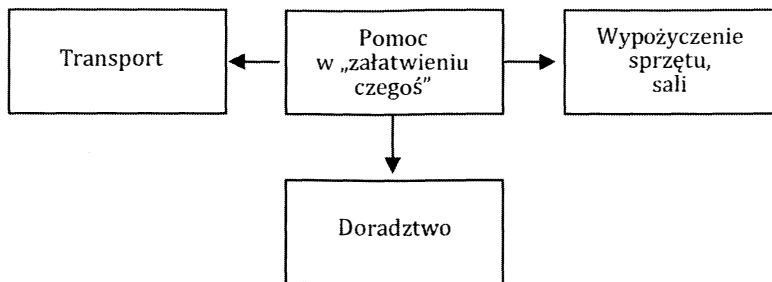 Transport
Pomoc
w „załatwieniu
czegoś”
Wypożyczenie
sprzętu,
sali
Doradztwo